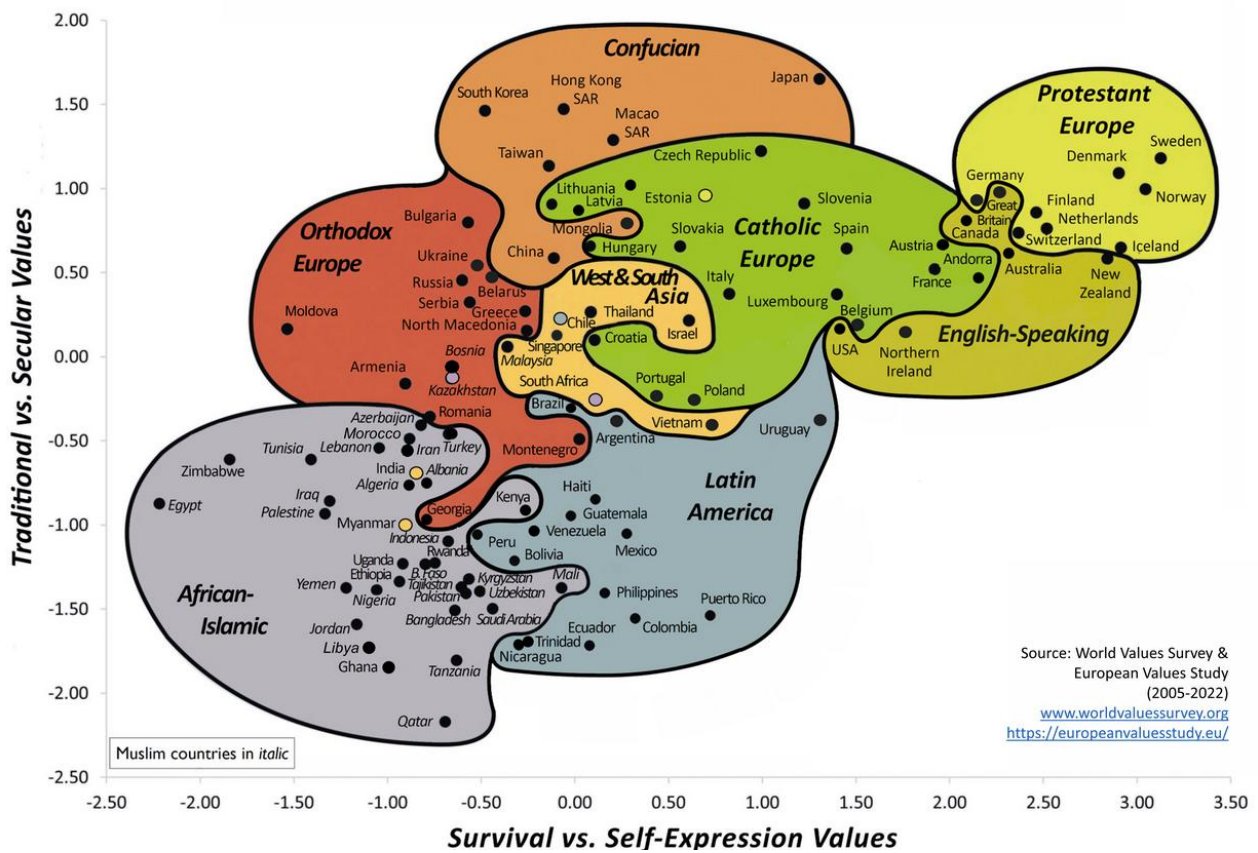 2.00
1.50
1.00
0.50
0.00
-0.50
-1.00
-1.50
-2.00
-2.50
Traditional vs. Secular Values
Confucian
Japan
Hong Kong
SAR
South Korea
Macao
SAR
Taiwan
Mongolia
China
Protestant
Europe
Sweden
Denmark
Norway
Germany
Finland
Netherlands
Switzerland
Iceland
Great
Britain
Canada
Australia
New
Zealand
English-Speaking
USA
Northern
Ireland
Catholic
Europe
Czech Republic
Lithuania
Latvia
Estonia
Slovenia
Hungary
Slovakia
Spain
Austria
Andorra
France
Italy
Luxembourg
Belgium
Croatia
Portugal
Poland
Orthodox
Europe
Bulgaria
Ukraine
Russia
Belarus
Serbia
Greece
North Macedonia
Moldova
Bosnia
Kazakhstan
Armenia
Romania
Montenegro
Georgia
West & South
Asia
Thailand
Israel
Chile
Singapore
Malaysia
South Africa
Vietnam
Latin
America
Brazil
Argentina
Uruguay
Haiti
Guatemala
Venezuela
Mexico
Peru
Bolivia
Philippines
Puerto Rico
Colombia
Ecuador
Trinidad
Nicaragua
African-
Islamic
Azerbaijan
Morocco
Lebanon
Iran
Turkey
Tunisia
Zimbabwe
India
Albania
Algeria
Egypt
Iraq
Palestine
Myanmar
Kenya
Indonesia
Rwanda
Uganda
B. Faso
Ethiopia
Tajikistan
Kyrgyzstan
Mali
Yemen
Nigeria
Pakistan
Uzbekistan
Bangladesh
Saudi Arabia
Jordan
Libya
Ghana
Tanzania
Qatar
Source: World Values Survey &
European Values Study
(2005-2022)
www.worldvaluessurvey.org
https://europeanvaluesstudy.eu/
Muslim countries in italic
-2.50 -2.00 -1.50 -1.00 -0.50 0.00 0.50 1.00 1.50 2.00 2.50 3.00 3.50
Survival vs. Self-Expression Values